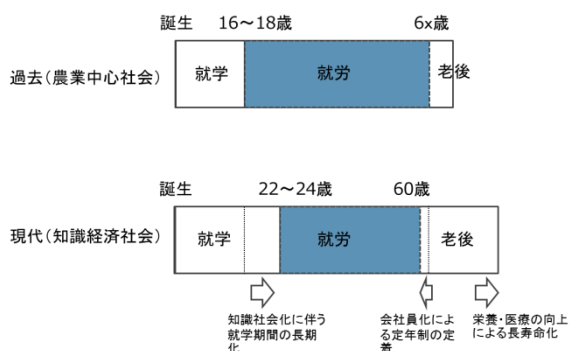 誕生 16～18歳 6x歳
過去(農業中心社会) 就学 就労 老後
誕生 22～24歳 60歳
現代(知識経済社会) 就学 就労 老後
知識社会化に伴う
就学期間の長期
化
会社員化によ
る定年制の定
着
栄養・医療の向上
による長寿命化